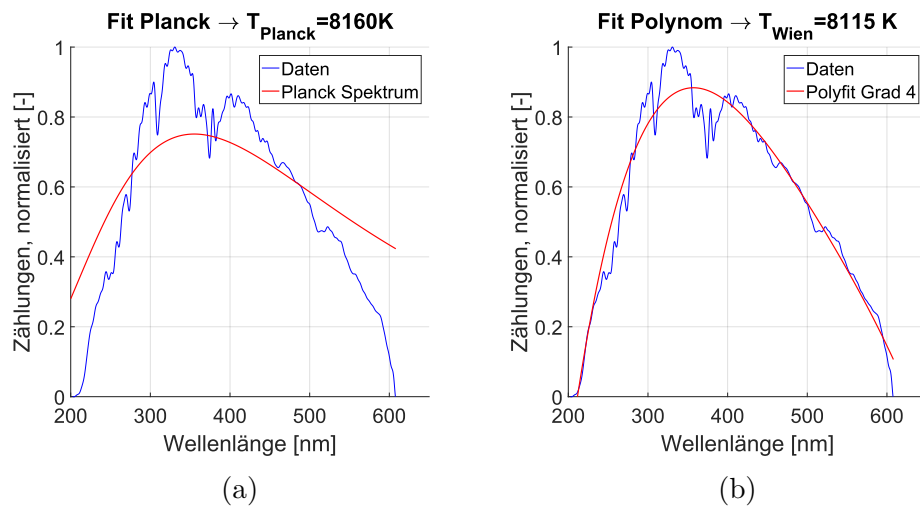 Fit Planck → T_Planck=8160K
1
0.8
0.6
0.4
0.2
0
200
300
400
500
600
Zählungen, normalisiert [-]
Wellenlänge [nm]
Daten
Planck Spektrum
(a)
Fit Polynom → T_Wien=8115 K
1
0.8
0.6
0.4
0.2
0
200
300
400
500
600
Zählungen, normalisiert [-]
Wellenlänge [nm]
Daten
Polyfit Grad 4
(b)